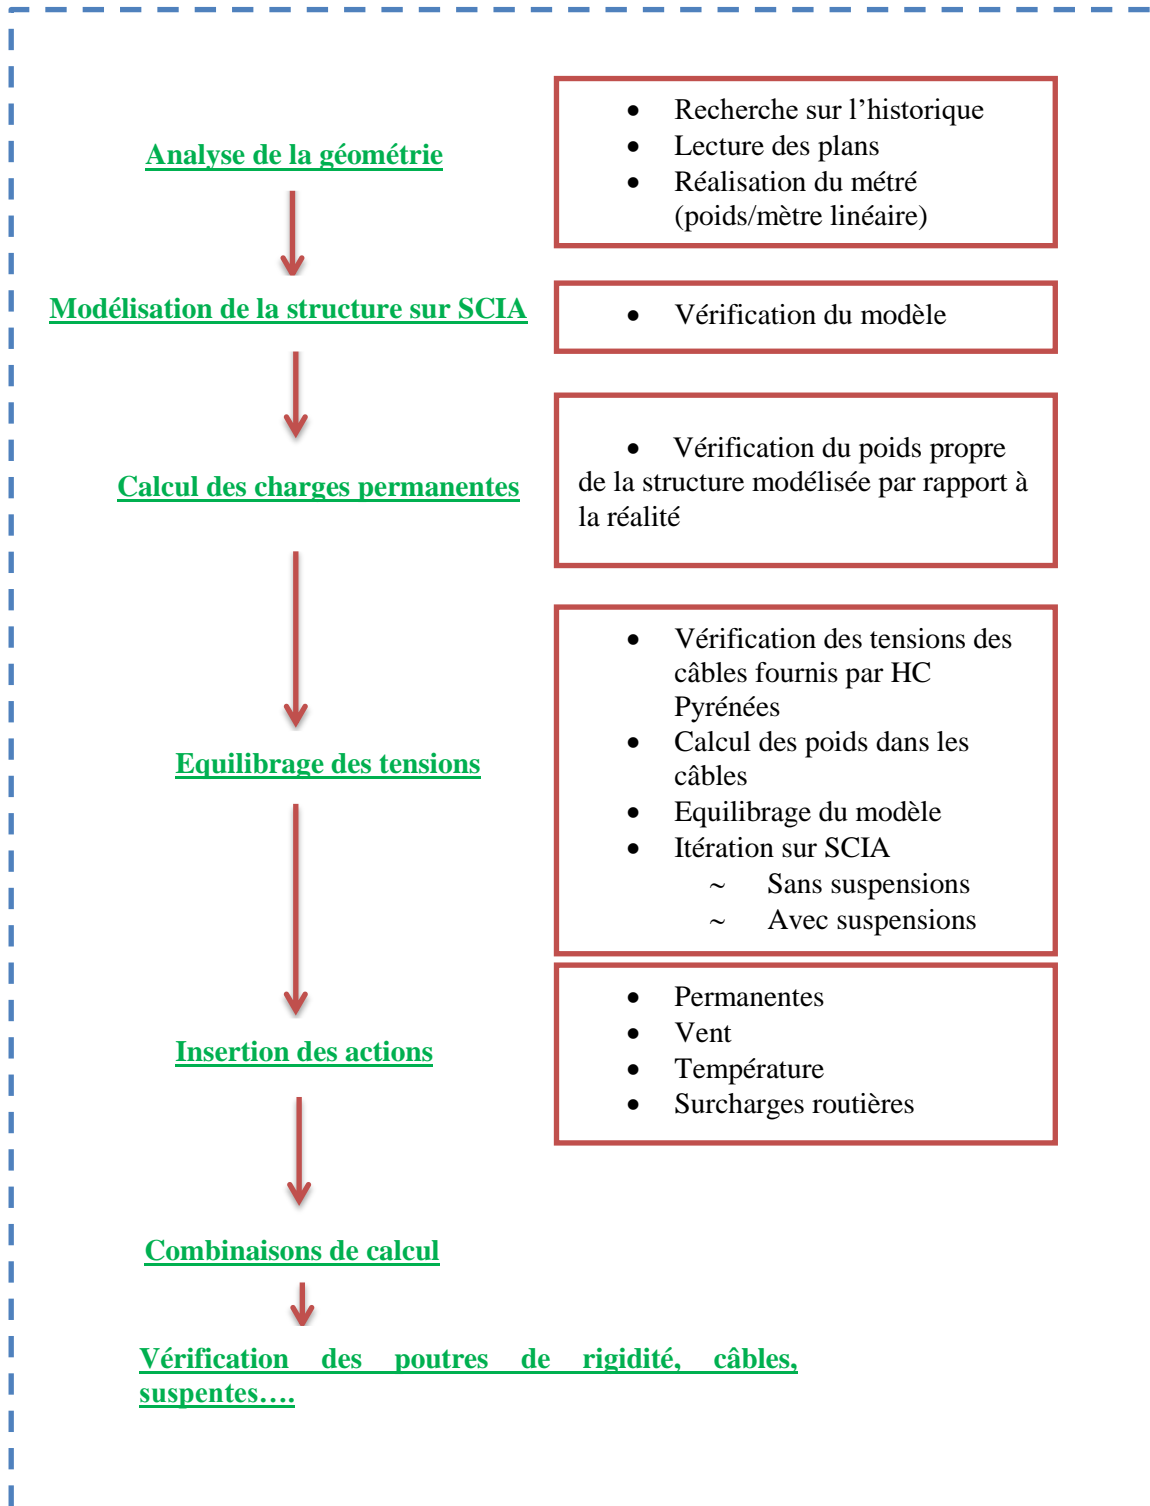 Analyse de la géométrie
• Recherche sur l’historique
• Lecture des plans
• Réalisation du métré
(poids/mètre linéaire)
Modélisation de la structure sur SCIA
• Vérification du modèle
Calcul des charges permanentes
• Vérification du poids propre
de la structure modélisée par rapport à
la réalité
Equilibrage des tensions
• Vérification des tensions des
câbles fournis par HC
Pyrénées
• Calcul des poids dans les
câbles
• Equilibrage du modèle
• Itération sur SCIA
~ Sans suspensions
~ Avec suspensions
Insertion des actions
• Permanentes
• Vent
• Température
• Surcharges routières
Combinaisons de calcul
Vérification des poutres de rigidité, câbles,
suspentes….